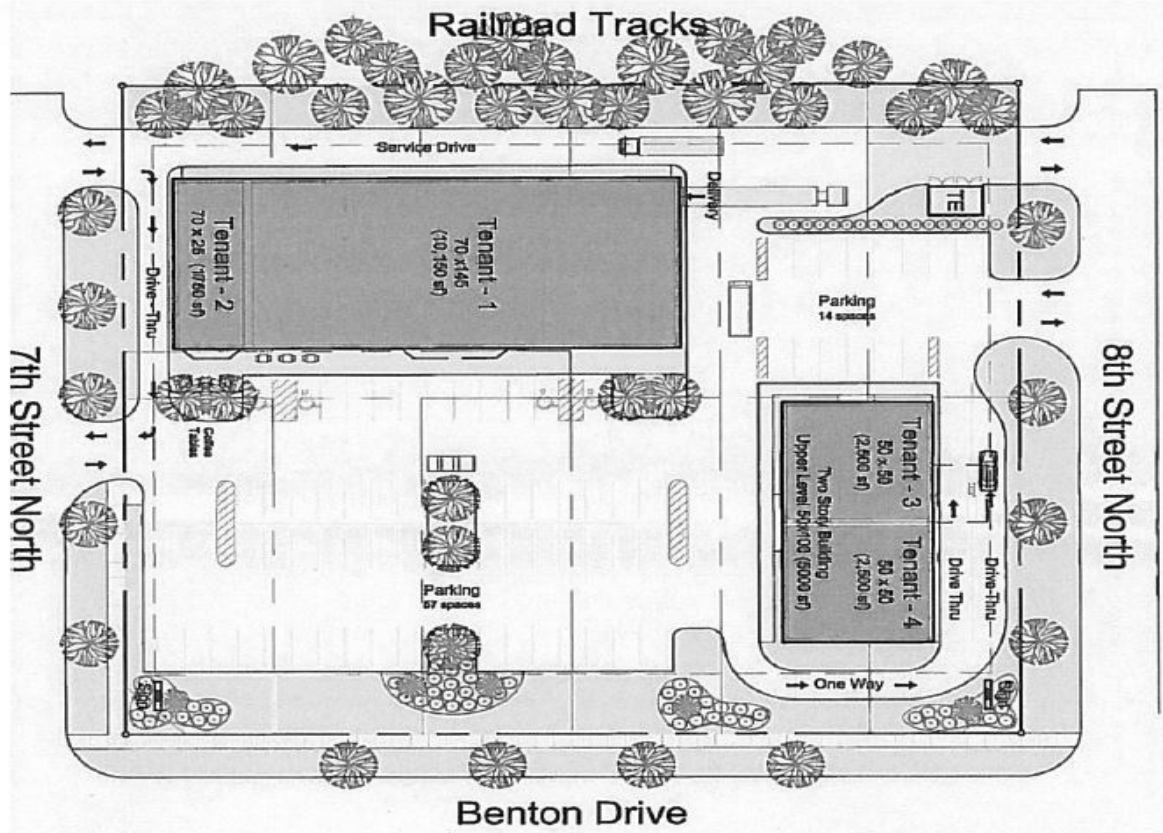 Railroad Tracks
Service Drive
Delivery
TE
Tenant - 2
70 x 25 (1750 sf)
Tenant - 1
70 x145
(10,150 sf)
Drive-Thru
Parking
14 spaces
7th Street North
8th Street North
Coffee
Tables
Tenant - 3
50 x 50
(2,500 sf)
Tenant - 4
50 x 50
(2,500 sf)
Two Story Building
Upper Level 50x100 (5000 sf)
Drive Thru
Drive-Thru
Parking
57 spaces
One Way
Sign
Sign
Benton Drive